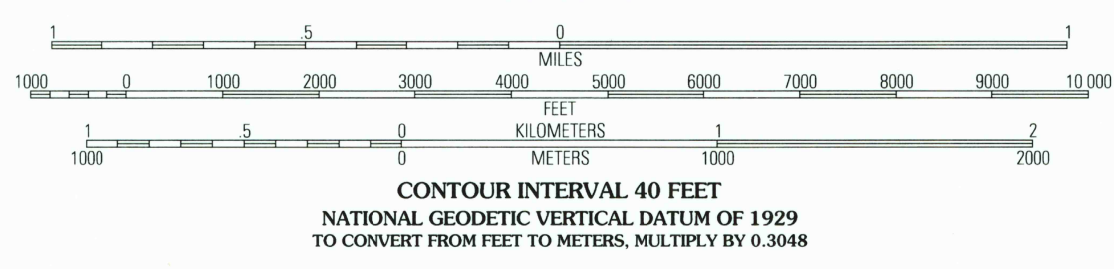 1 .5 0 1
MILES
1000 0 1000 2000 3000 4000 5000 6000 7000 8000 9000 10 000
FEET
1 .5 0 KILOMETERS 1 2
1000 0 METERS 1000 2000
CONTOUR INTERVAL 40 FEET
NATIONAL GEODETIC VERTICAL DATUM OF 1929
TO CONVERT FROM FEET TO METERS, MULTIPLY BY 0.3048